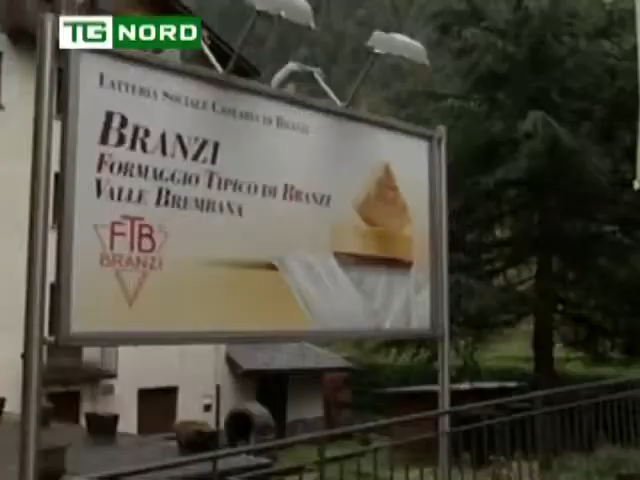 TG NORD
LATTERIA SOCIALE CASEARIA DI BRANZI
BRANZI
FORMAGGIO TIPICO DI BRANZI
VALLE BREMBANA
FTB
BRANZI